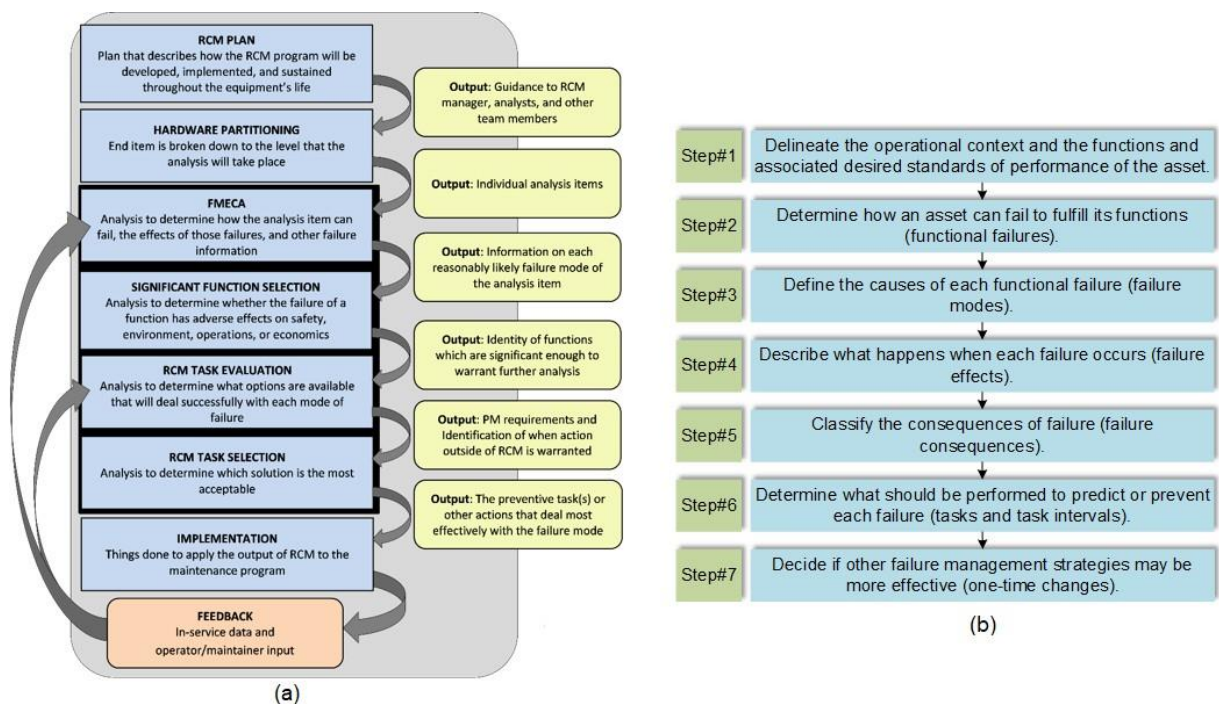 RCM PLAN
Plan that describes how the RCM program will be
developed, implemented, and sustained
throughout the equipment's life
Output: Guidance to RCM
manager, analysts, and other
team members
HARDWARE PARTITIONING
End item is broken down to the level that the
analysis will take place
Output: Individual analysis items
FMECA
Analysis to determine how the analysis item can
fail, the effects of those failures, and other failure
information
Output: Information on each
reasonably likely failure mode of
the analysis item
SIGNIFICANT FUNCTION SELECTION
Analysis to determine whether the failure of a
function has adverse effects on safety,
environment, operations, or economics
Output: Identity of functions
which are significant enough to
warrant further analysis
RCM TASK EVALUATION
Analysis to determine what options are available
that will deal successfully with each mode of
failure
Output: PM requirements and
Identification of when action
outside of RCM is warranted
RCM TASK SELECTION
Analysis to determine which solution is the most
acceptable
Output: The preventive task(s) or
other actions that deal most
effectively with the failure mode
IMPLEMENTATION
Things done to apply the output of RCM to the
maintenance program
FEEDBACK
In-service data and
operator/maintainer input
(a)
Step#1
Delineate the operational context and the functions and
associated desired standards of performance of the asset.
Step#2
Determine how an asset can fail to fulfill its functions
(functional failures).
Step#3
Define the causes of each functional failure (failure
modes).
Step#4
Describe what happens when each failure occurs (failure
effects).
Step#5
Classify the consequences of failure (failure
consequences).
Step#6
Determine what should be performed to predict or prevent
each failure (tasks and task intervals).
Step#7
Decide if other failure management strategies may be
more effective (one-time changes).
(b)